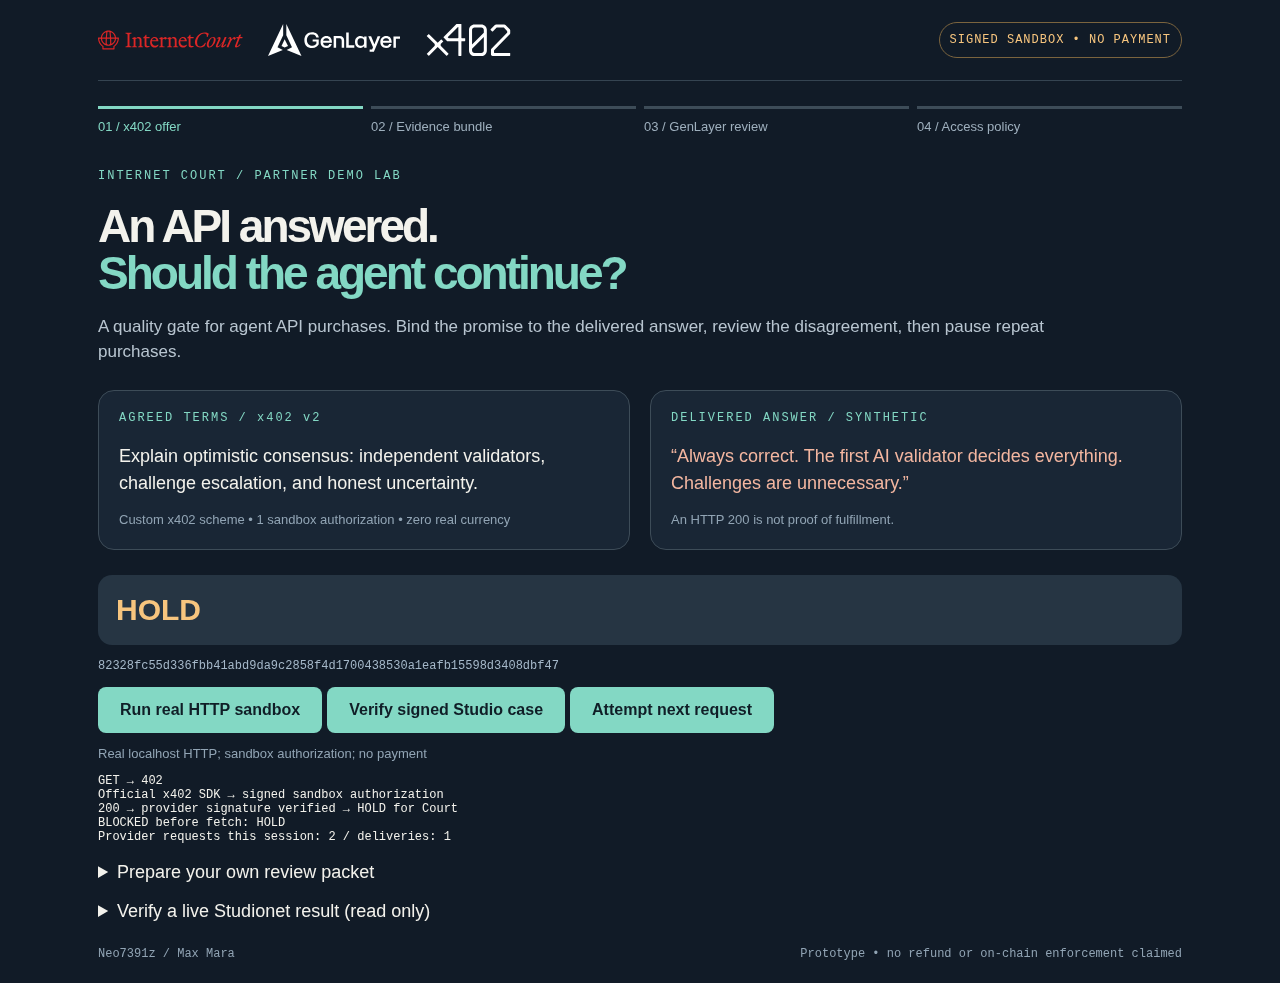 InternetCourt GenLayer x402 SIGNED SANDBOX • NO PAYMENT
01 / x402 offer 02 / Evidence bundle 03 / GenLayer review 04 / Access policy
INTERNET COURT / PARTNER DEMO LAB
An API answered.
Should the agent continue?
A quality gate for agent API purchases. Bind the promise to the delivered answer, review the disagreement, then pause repeat
purchases.
AGREED TERMS / x402 v2
Explain optimistic consensus: independent validators,
challenge escalation, and honest uncertainty.
Custom x402 scheme • 1 sandbox authorization • zero real currency
DELIVERED ANSWER / SYNTHETIC
“Always correct. The first AI validator decides everything.
Challenges are unnecessary.”
An HTTP 200 is not proof of fulfillment.
HOLD
82328fc55d336fbb41abd9da9c2858f4d1700438530a1eafb15598d3408dbf47
Run real HTTP sandbox Verify signed Studio case Attempt next request
Real localhost HTTP; sandbox authorization; no payment
GET → 402
Official x402 SDK → signed sandbox authorization
200 → provider signature verified → HOLD for Court
BLOCKED before fetch: HOLD
Provider requests this session: 2 / deliveries: 1
Prepare your own review packet
Verify a live Studionet result (read only)
Neo7391z / Max Mara Prototype • no refund or on-chain enforcement claimed